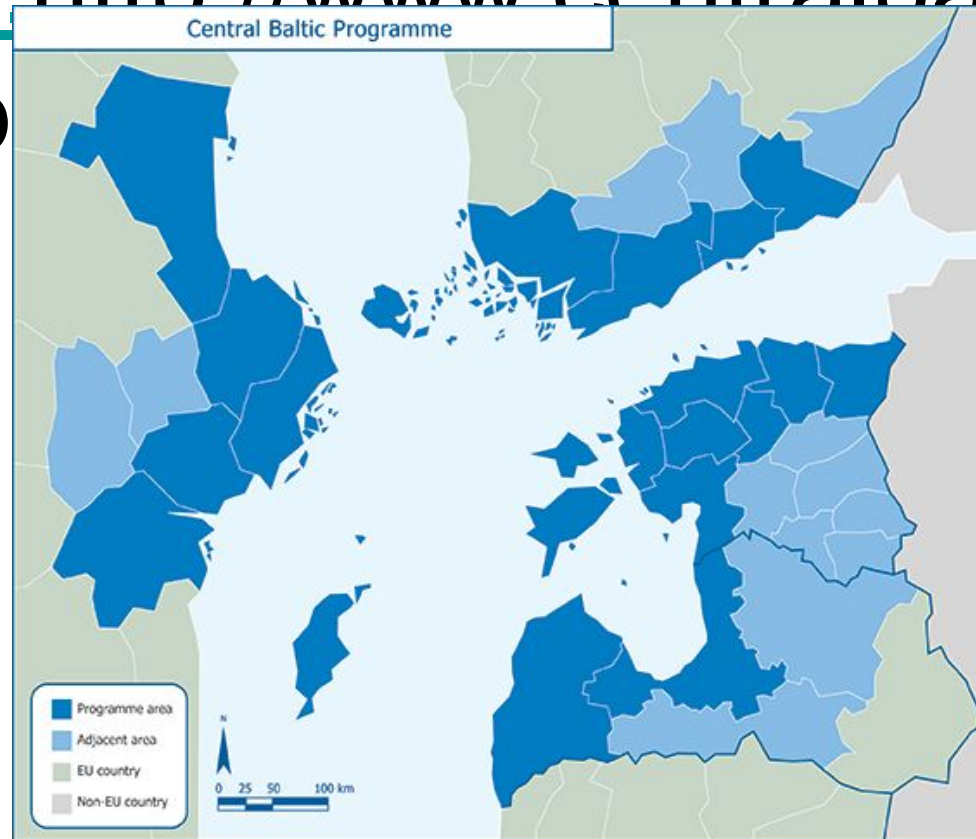 Central Baltic Programme
Programme area
Adjacent area
EU country
Non-EU country
N
0 25 50 100 km